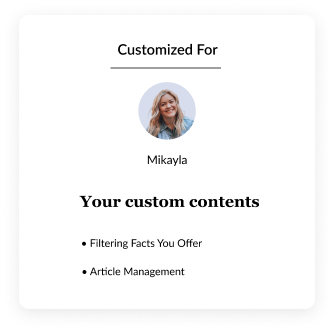 Customized For
Mikayla
Your custom contents
• Filtering Facts You Offer
• Article Management